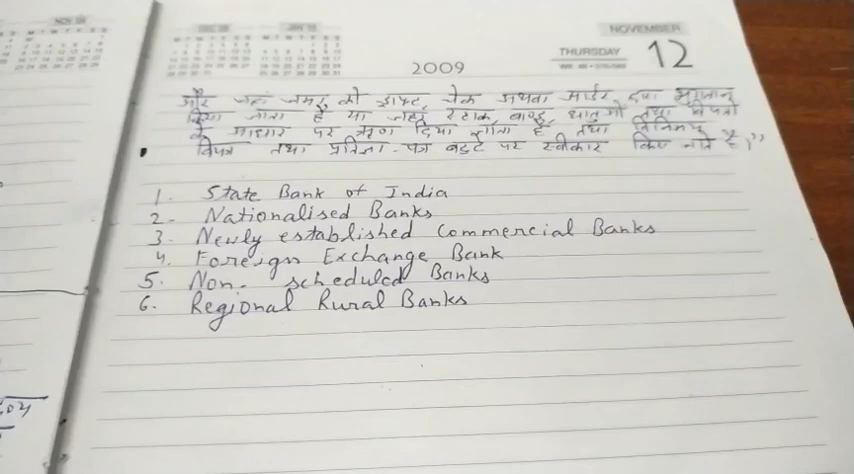 NOVEMBER
THURSDAY 12
2009
और जहां जमा को ड्राफ्ट, चेक अथवा आर्डर द्वारा भुगतान
किया जाता है या जहां स्टाक, बाण्ड, धातुओं तथा विपत्रों
के आधार पर ऋण दिया जाता है तथा विनिमय
विपत्र तथा प्रतिज्ञा-पत्र बट्टे पर स्वीकार किए जाते है,"
1. State Bank of India
2- Nationalised Banks
3. Newly established Commercial Banks
4. Foreign Exchange Bank
5. Non- scheduled Banks
6. Regional Rural Banks